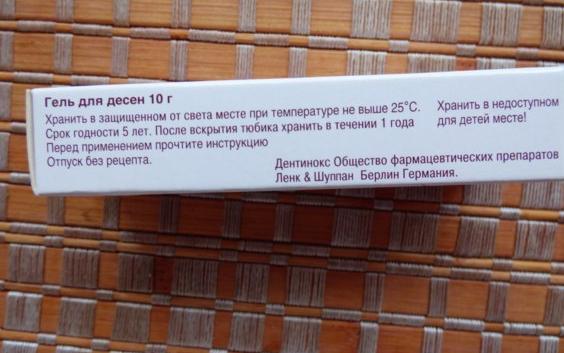 Гель для десен 10 г
Хранить в защищенном от света месте при температуре не выше 25°С.
Срок годности 5 лет. После вскрытия тюбика хранить в течении 1 года
Перед применением прочтите инструкцию
Отпуск без рецепта.
Хранить в недоступном
для детей месте!
Дентинокс Общество фармацевтических препаратов
Ленк & Шуппан Берлин Германия.